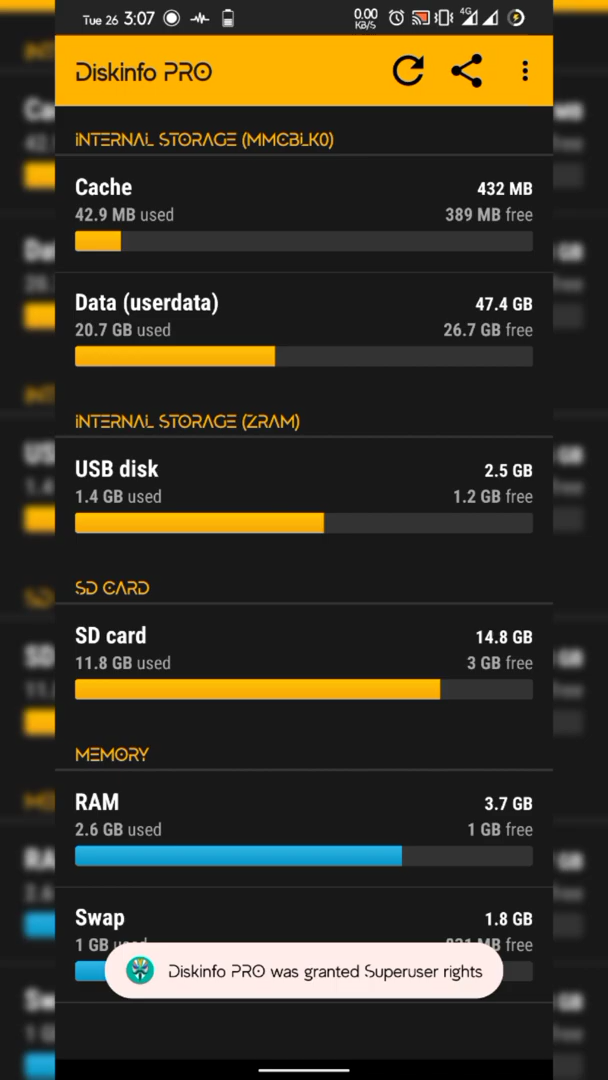 Tue 26 3:07 0.00 KB/S 4G
Diskinfo PRO
INTERNAL STORAGE (MMCBLK0)
Cache 432 MB
42.9 MB used 389 MB free
Data (userdata) 47.4 GB
20.7 GB used 26.7 GB free
INTERNAL STORAGE (ZRAM)
USB disk 2.5 GB
1.4 GB used 1.2 GB free
SD CARD
SD card 14.8 GB
11.8 GB used 3 GB free
MEMORY
RAM 3.7 GB
2.6 GB used 1 GB free
Swap 1.8 GB
1 GB used MB free
Diskinfo PRO was granted Superuser rights